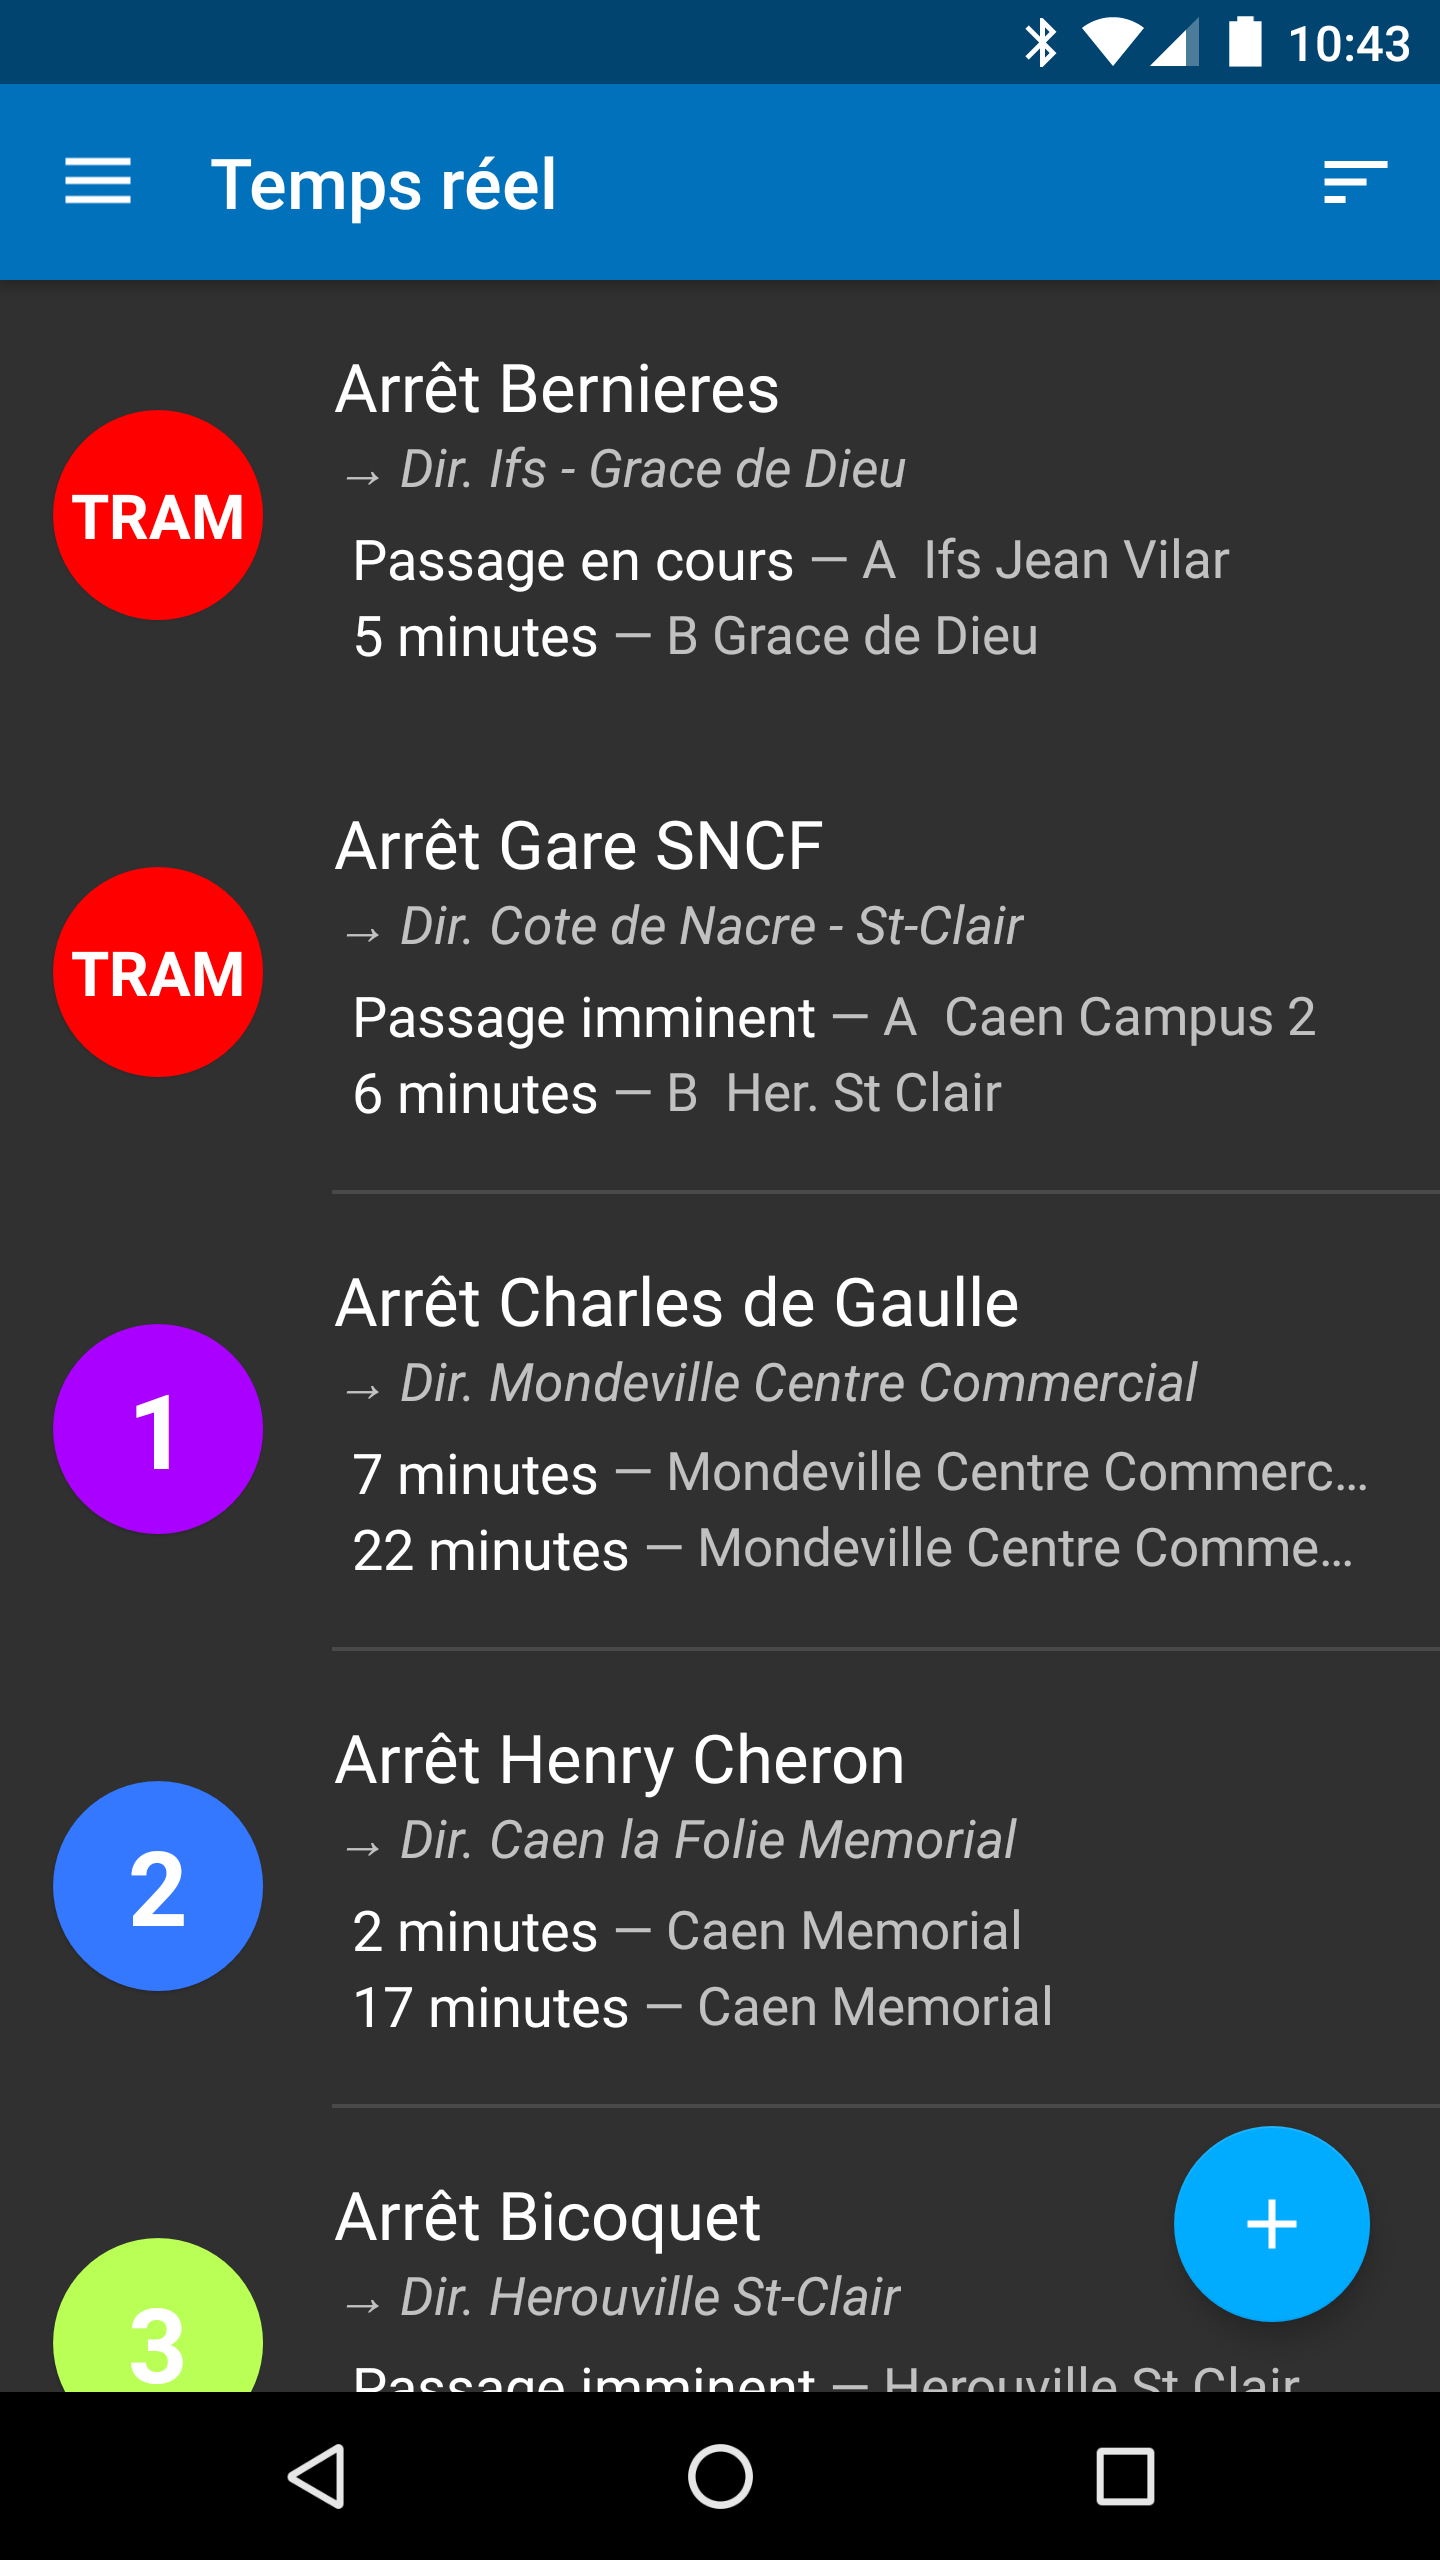 10:43
Temps réel
Arrêt Bernieres
→ Dir. Ifs - Grace de Dieu
TRAM
Passage en cours — A  Ifs Jean Vilar
5 minutes — B Grace de Dieu
Arrêt Gare SNCF
→ Dir. Cote de Nacre - St-Clair
TRAM
Passage imminent — A  Caen Campus 2
6 minutes — B  Her. St Clair
Arrêt Charles de Gaulle
→ Dir. Mondeville Centre Commercial
1
7 minutes — Mondeville Centre Commerc...
22 minutes — Mondeville Centre Comme...
Arrêt Henry Cheron
→ Dir. Caen la Folie Memorial
2
2 minutes — Caen Memorial
17 minutes — Caen Memorial
Arrêt Bicoquet
→ Dir. Herouville St-Clair
3
Passage imminent — Herouville St Clair